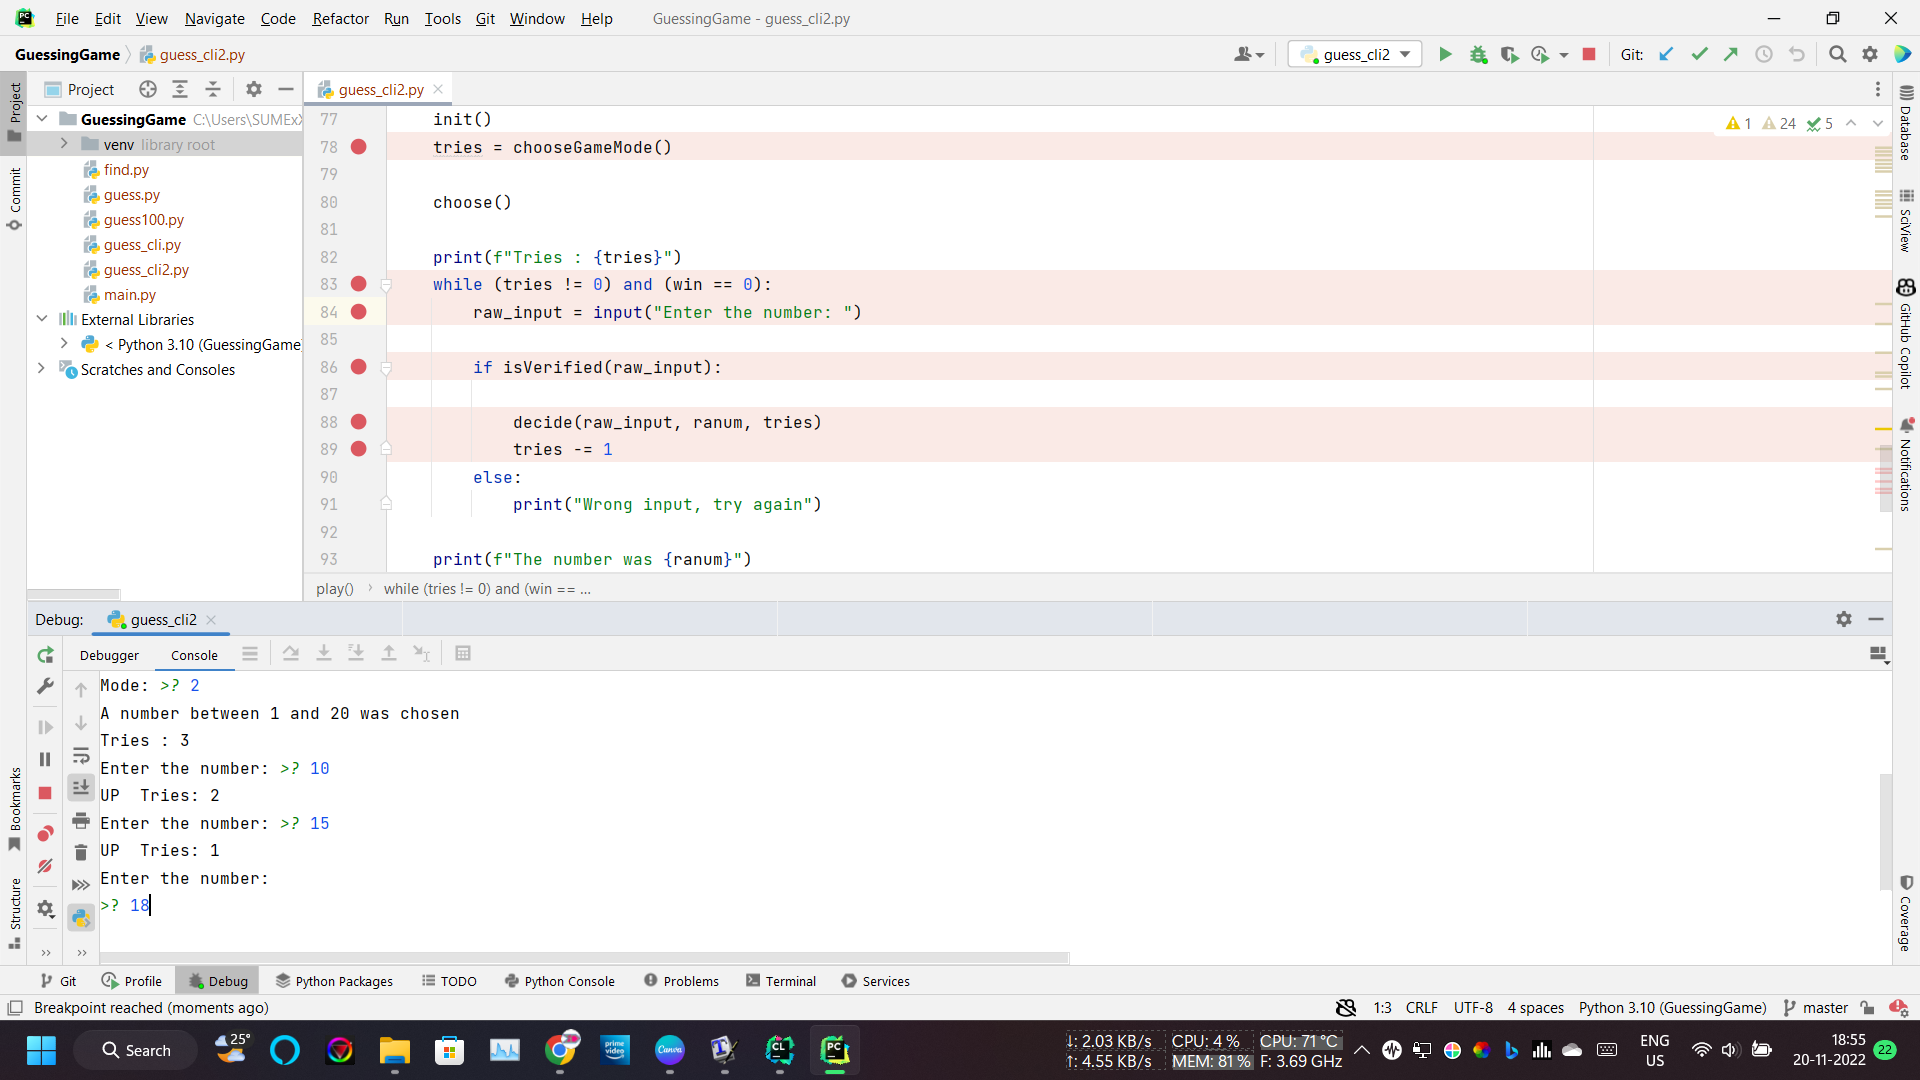 File Edit View Navigate Code Refactor Run Tools Git Window Help GuessingGame - guess_cli2.py
GuessingGame guess_cli2.py guess_cli2 Git:
Project guess_cli2.py
GuessingGame C:\Users\SUMEx
venv library root
find.py
guess.py
guess100.py
guess_cli.py
guess_cli2.py
main.py
External Libraries
< Python 3.10 (GuessingGame
Scratches and Consoles
Project
Commit
Bookmarks
Structure
1 24 5
77 init()
78 tries = chooseGameMode()
79
80 choose()
81
82 print(f"Tries : {tries}")
83 while (tries != 0) and (win == 0):
84 raw_input = input("Enter the number: ")
85
86 if isVerified(raw_input):
87
88 decide(raw_input, ranum, tries)
89 tries -= 1
90 else:
91 print("Wrong input, try again")
92
93 print(f"The number was {ranum}")
play() while (tries != 0) and (win == ...
Database
SciView
GitHub Copilot
Notifications
Coverage
Debug: guess_cli2
Debugger Console
Mode: >? 2
A number between 1 and 20 was chosen
Tries : 3
Enter the number: >? 10
UP  Tries: 2
Enter the number: >? 15
UP  Tries: 1
Enter the number:
>? 18
Git Profile Debug Python Packages TODO Python Console Problems Terminal Services
Breakpoint reached (moments ago) 1:3 CRLF UTF-8 4 spaces Python 3.10 (GuessingGame) master
25° Search prime video Canva CL PC
↓: 2.03 KB/s CPU: 4 % CPU: 71 °C
↑: 4.55 KB/s MEM: 81 % F: 3.69 GHz
ENG
US
18:55
20-11-2022
22